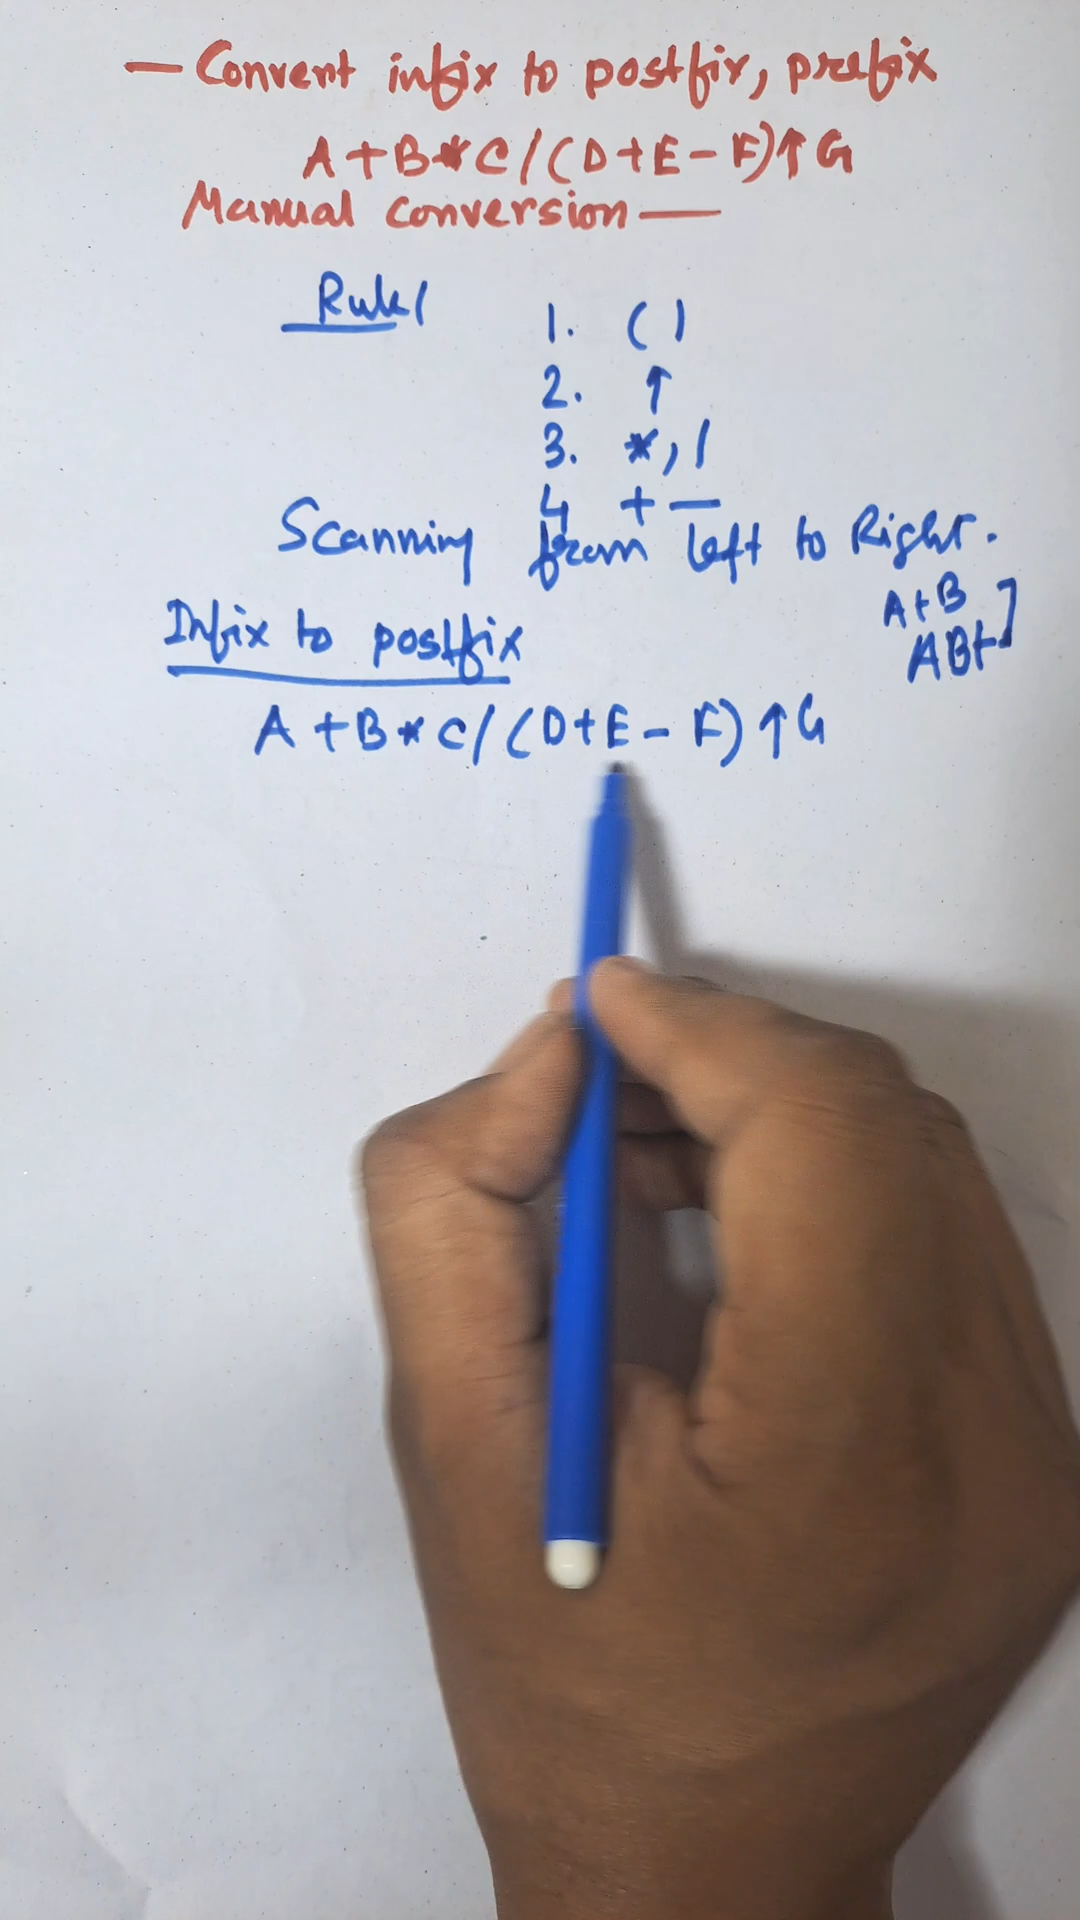 — Convert infix to postfix, prefix
A+B*C/(D+E-F)↑G
Manual conversion —
Rule/
1. ( )
2. ↑
3. *, /
4 + —
Scanning from left to Right.
A+B
AB+
Infix to postfix
A+B*C/(D+E-F)↑G